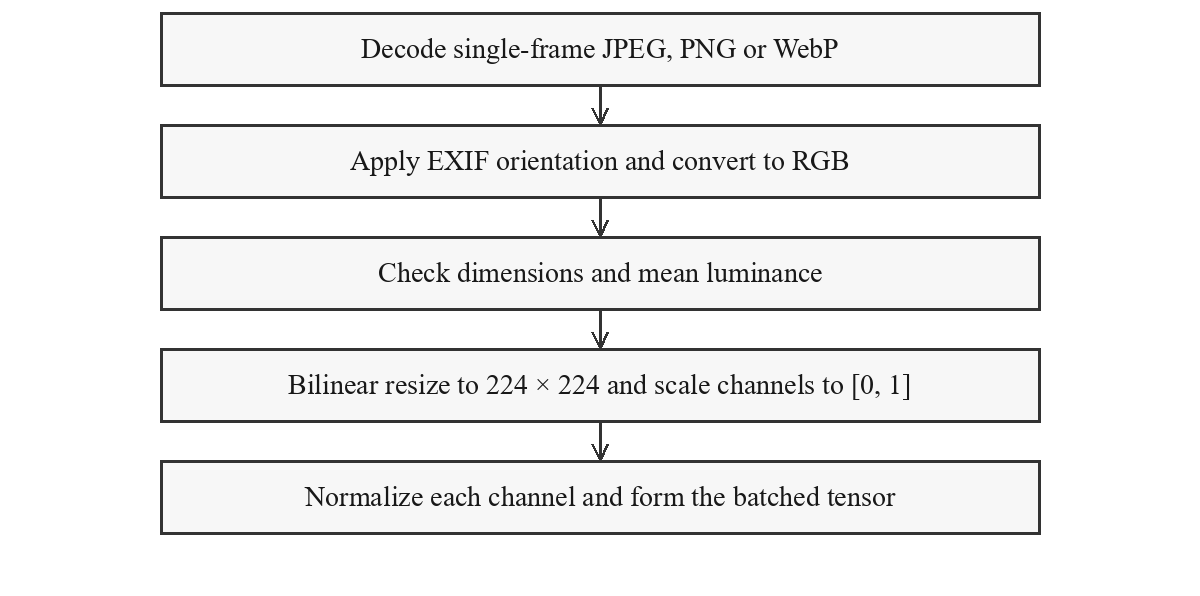 Decode single-frame JPEG, PNG or WebP
Apply EXIF orientation and convert to RGB
Check dimensions and mean luminance
Bilinear resize to 224 × 224 and scale channels to [0, 1]
Normalize each channel and form the batched tensor